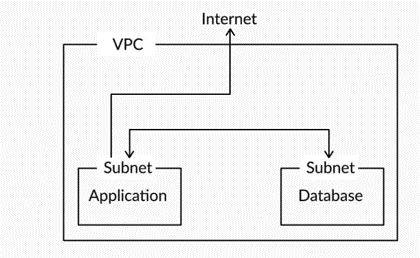 Internet
VPC
Subnet
Application
Subnet
Database